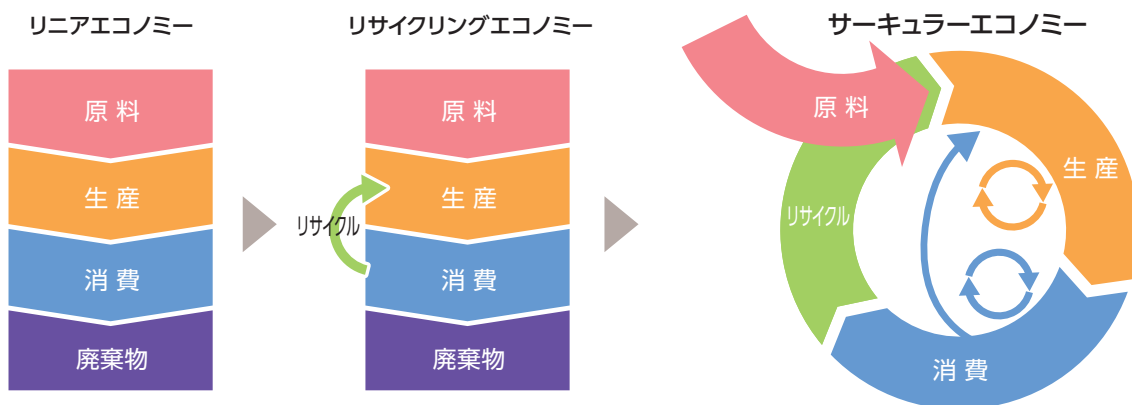 リニアエコノミー
原料
生産
消費
廃棄物
リサイクリングエコノミー
原料
生産
リサイクル
消費
廃棄物
サーキュラーエコノミー
原料
生産
リサイクル
消費